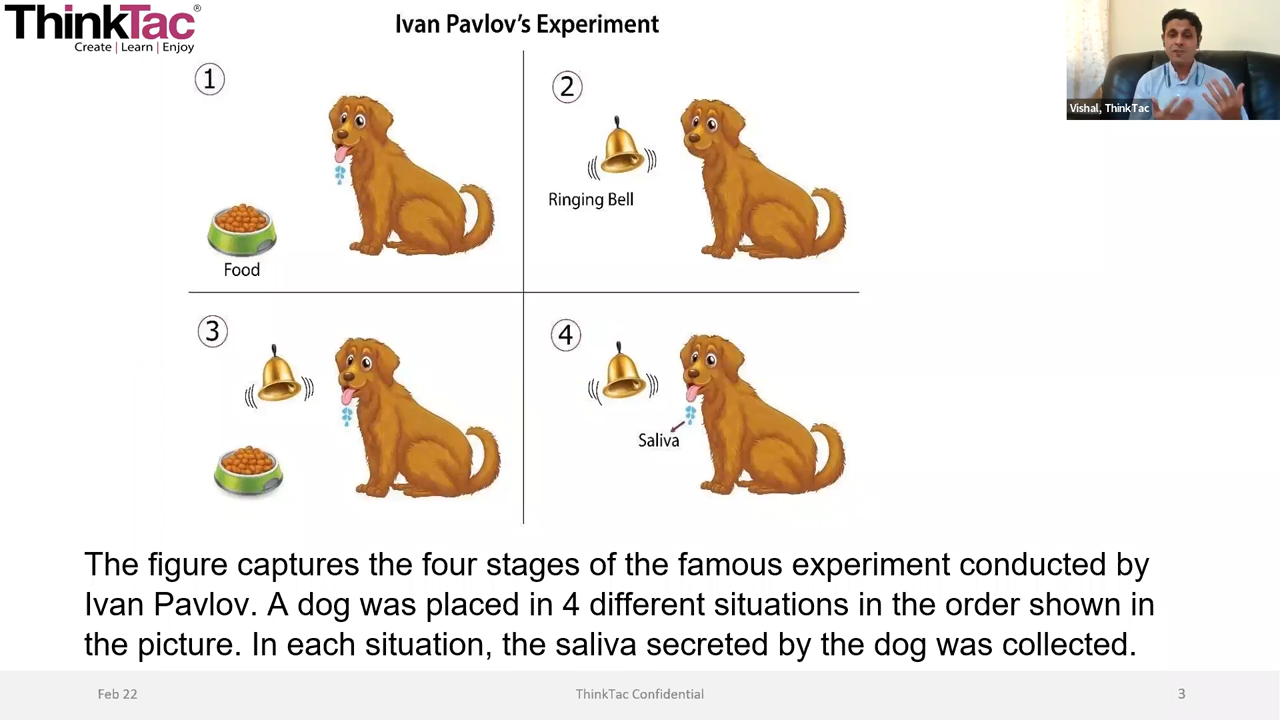 ThinkTac®
Create | Learn | Enjoy
Ivan Pavlov's Experiment
Vishal, ThinkTac
1
Food
2
Ringing Bell
3
4
Saliva
The figure captures the four stages of the famous experiment conducted by
Ivan Pavlov. A dog was placed in 4 different situations in the order shown in
the picture. In each situation, the saliva secreted by the dog was collected.
Feb 22
ThinkTac Confidential
3